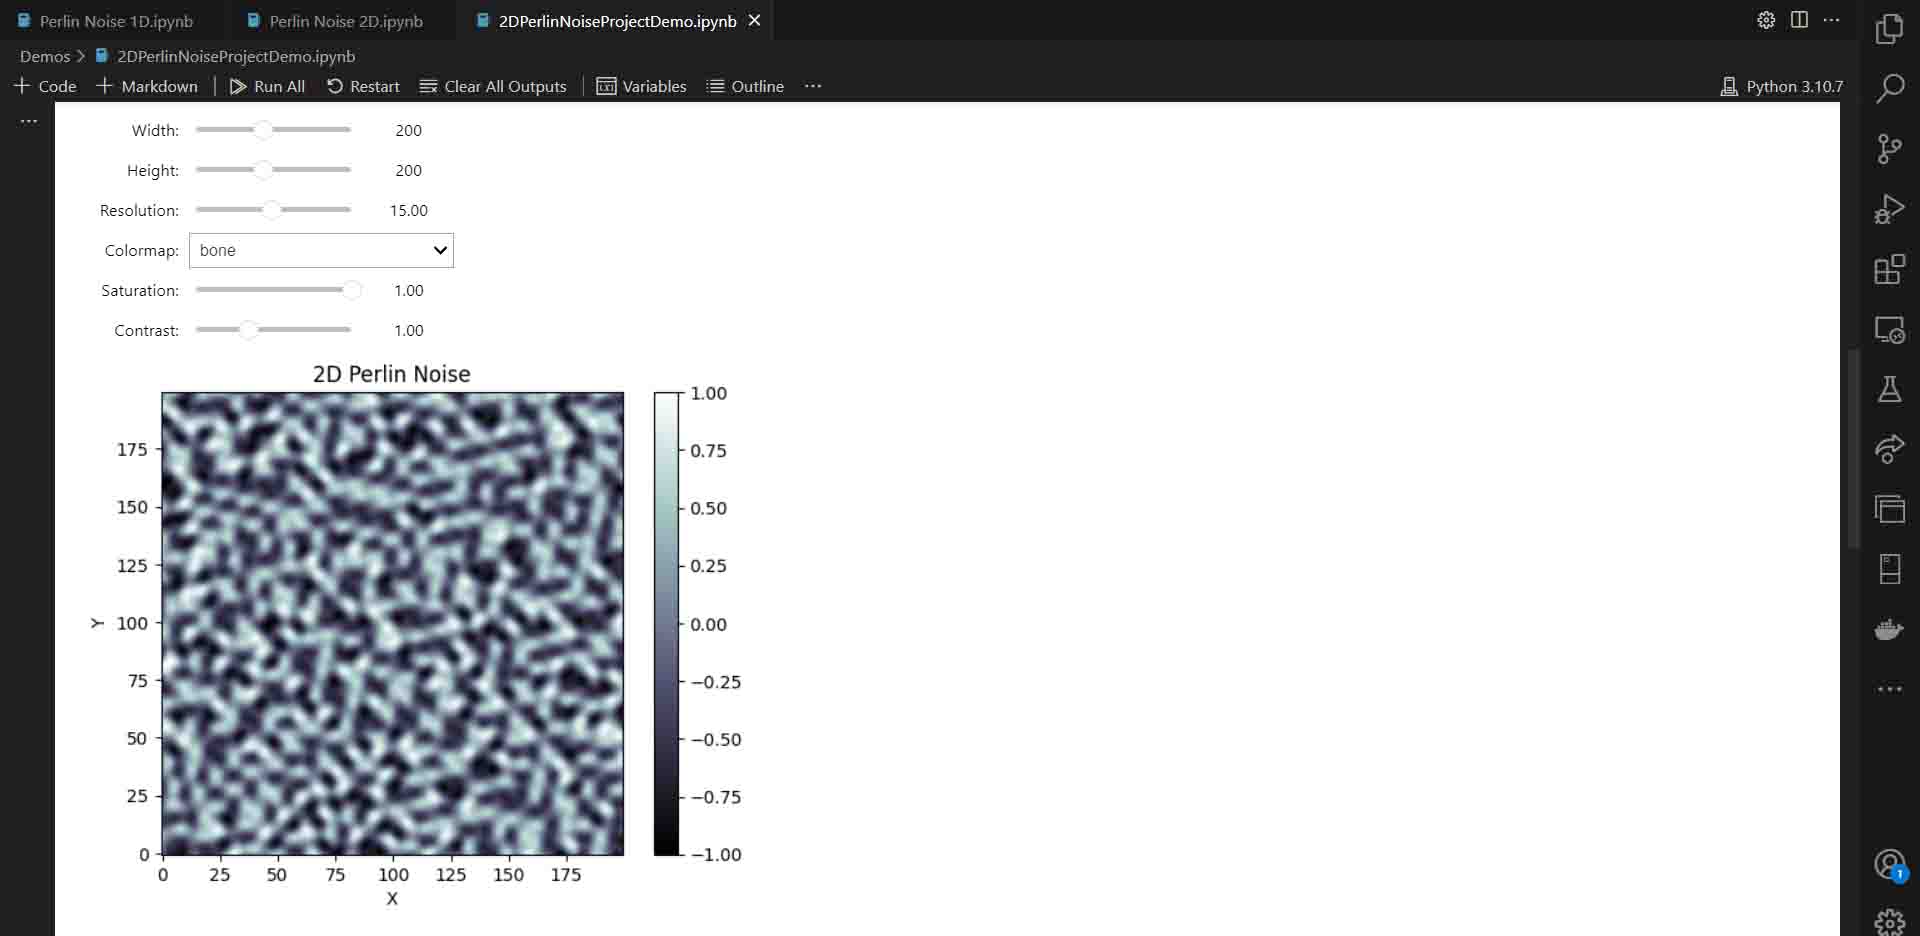 Perlin Noise 1D.ipynb
Perlin Noise 2D.ipynb
2DPerlinNoiseProjectDemo.ipynb
Demos > 2DPerlinNoiseProjectDemo.ipynb
+ Code + Markdown | Run All Restart Clear All Outputs | Variables Outline ...
Python 3.10.7
Width: 200
Height: 200
Resolution: 15.00
Colormap: bone
Saturation: 1.00
Contrast: 1.00
2D Perlin Noise
175
150
125
100
75
50
25
0
Y
0 25 50 75 100 125 150 175
X
1.00
0.75
0.50
0.25
0.00
−0.25
−0.50
−0.75
−1.00
1